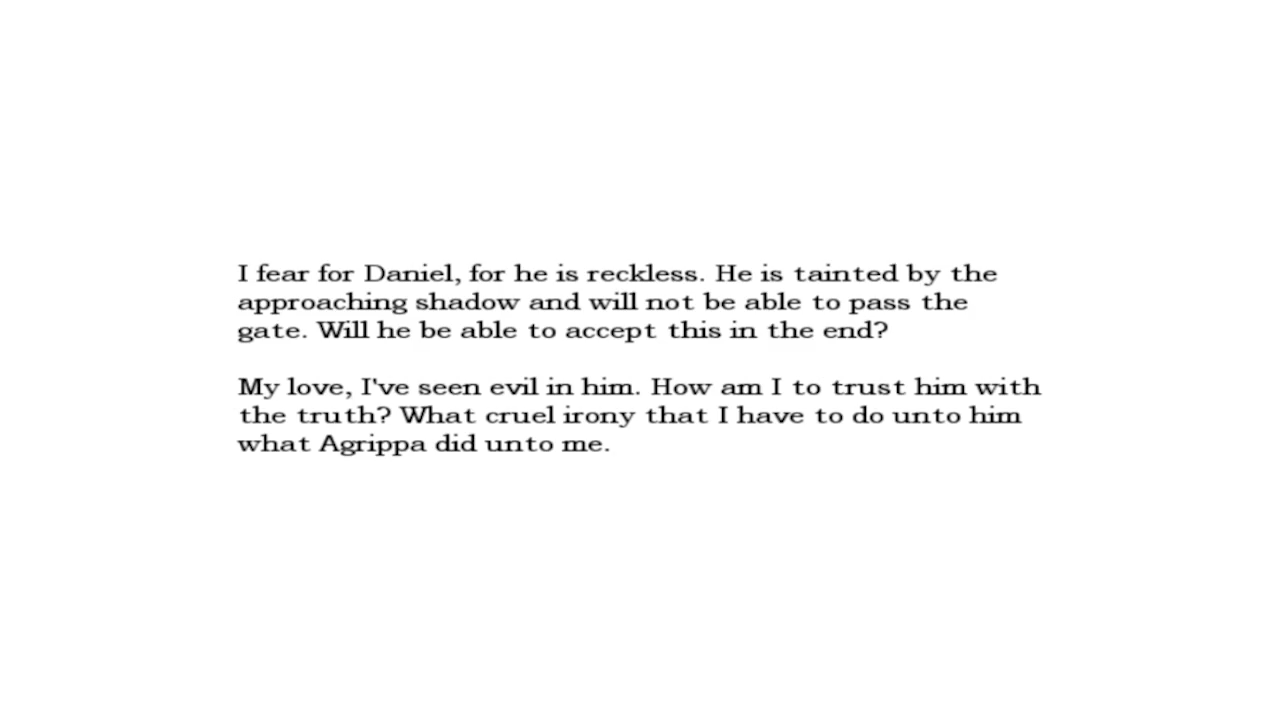 I fear for Daniel, for he is reckless. He is tainted by the
approaching shadow and will not be able to pass the
gate. Will he be able to accept this in the end?
My love, I've seen evil in him. How am I to trust him with
the truth? What cruel irony that I have to do unto him
what Agrippa did unto me.